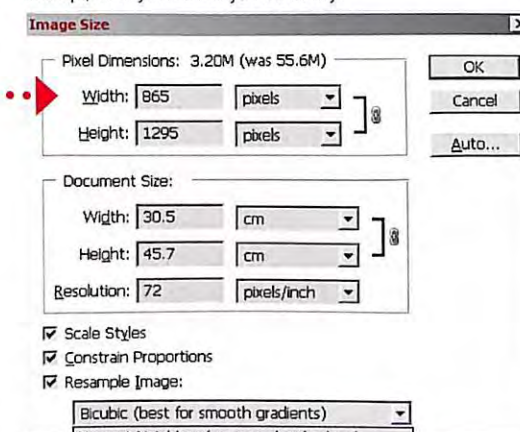 Image Size
Pixel Dimensions: 3.20M (was 55.6M)
Width: 865 pixels
Height: 1295 pixels
OK
Cancel
Auto...
Document Size:
Width: 30.5 cm
Height: 45.7 cm
Resolution: 72 pixels/inch
Scale Styles
Constrain Proportions
Resample Image:
Bicubic (best for smooth gradients)